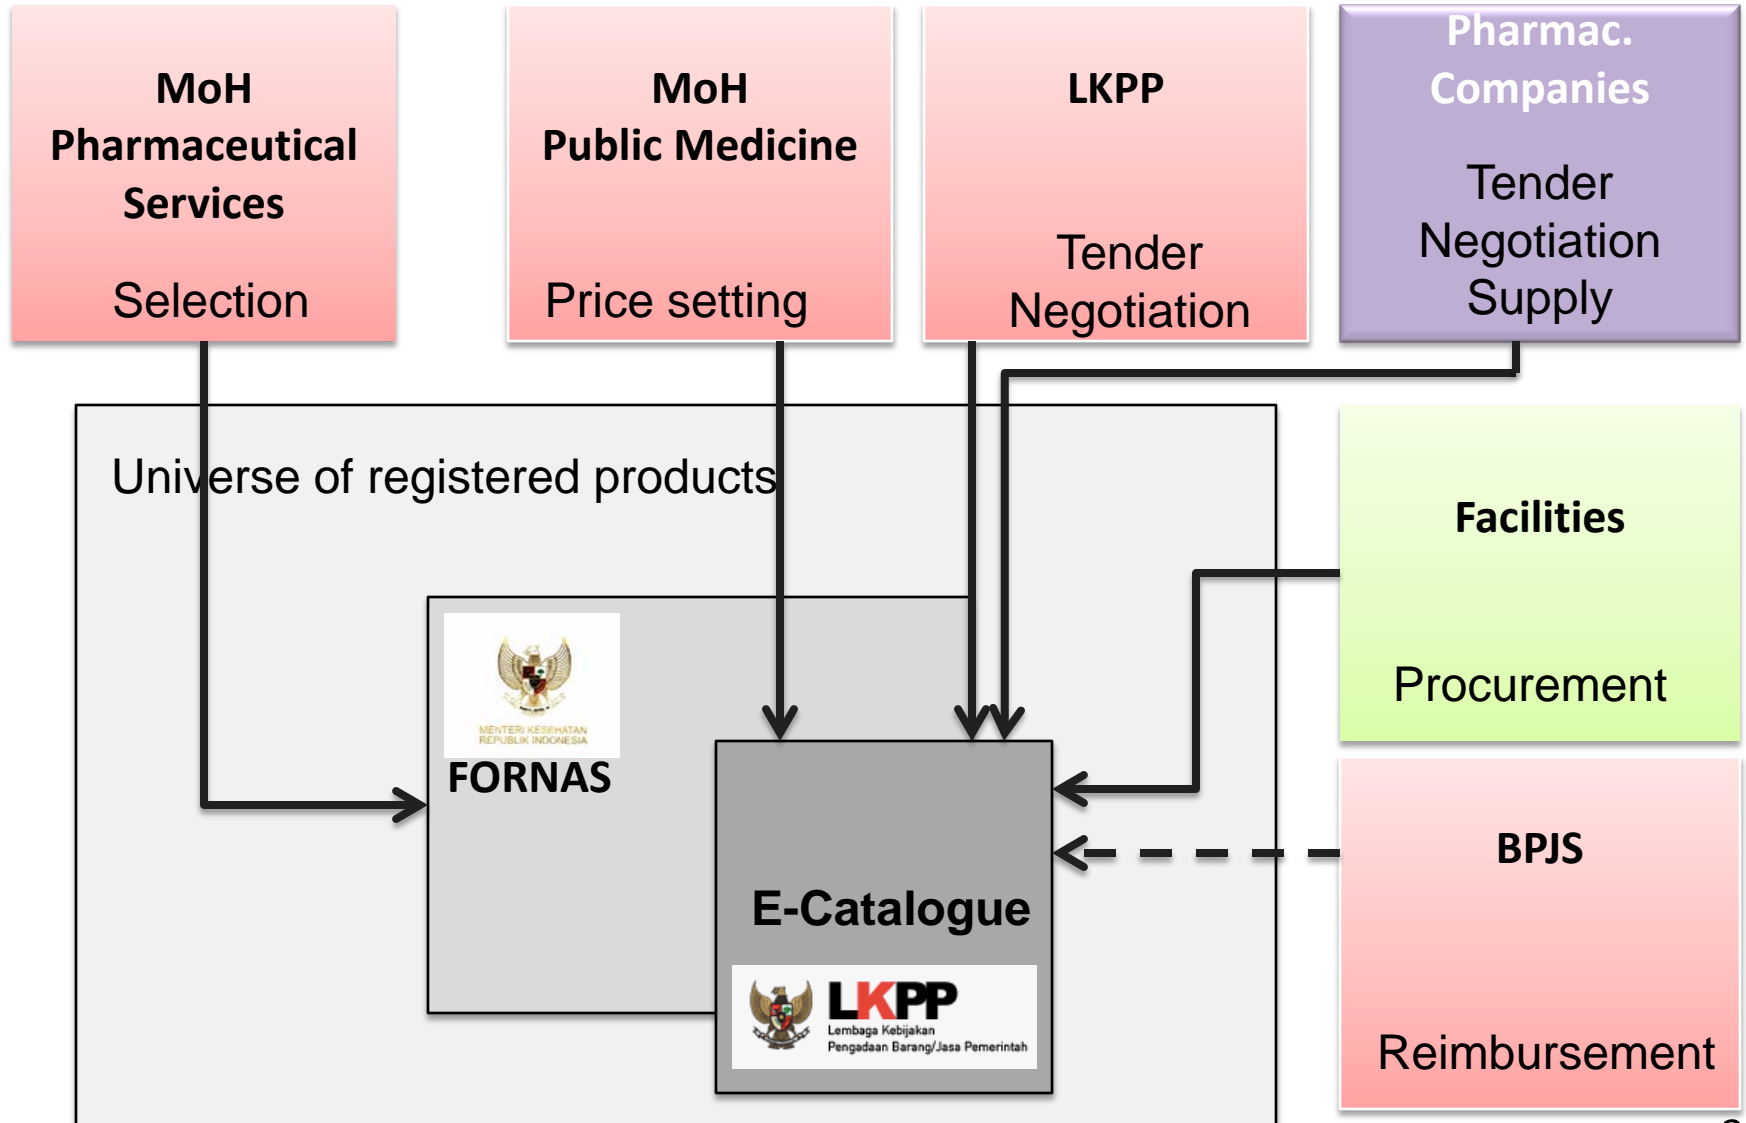 MoH
Pharmaceutical
Services
Selection
MoH
Public Medicine
Price setting
LKPP
Tender
Negotiation
Pharmac.
Companies
Tender
Negotiation
Supply
Universe of registered products
MENTERI KESEHATAN
REPUBLIK INDONESIA
FORNAS
E-Catalogue
LKPP
Lembaga Kebijakan
Pengadaan Barang/Jasa Pemerintah
Facilities
Procurement
BPJS
Reimbursement